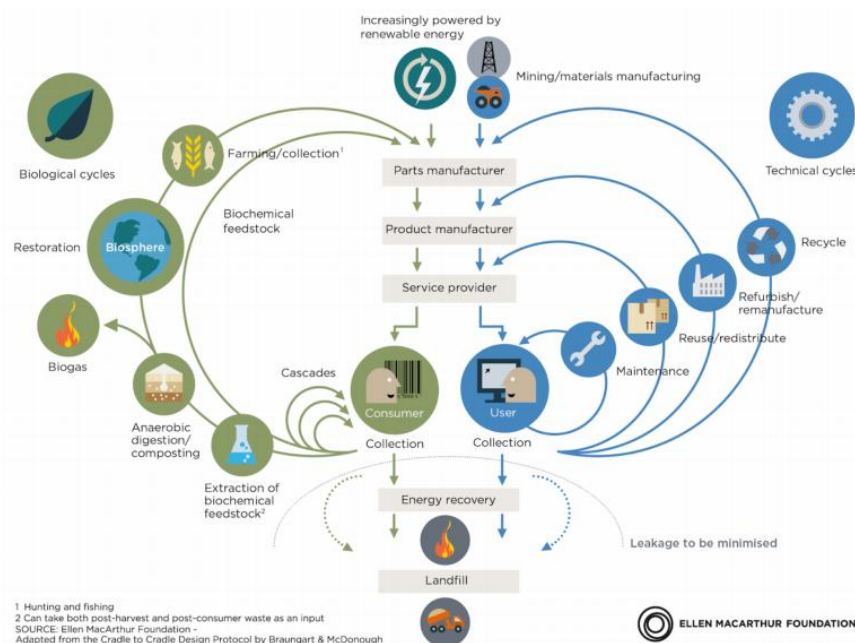 Increasingly powered by
renewable energy
Mining/materials manufacturing
Biological cycles
Farming/collection¹
Parts manufacturer
Technical cycles
Biochemical
feedstock
Product manufacturer
Restoration
Biosphere
Recycle
Service provider
Refurbish/
remanufacture
Biogas
Reuse/redistribute
Cascades
Maintenance
Consumer
User
Anaerobic
digestion/
composting
Collection
Collection
Extraction of
biochemical
feedstock²
Energy recovery
Leakage to be minimised
Landfill
1 Hunting and fishing
2 Can take both post-harvest and post-consumer waste as an input
SOURCE: Ellen MacArthur Foundation -
Adapted from the Cradle to Cradle Design Protocol by Braungart & McDonough
ELLEN MACARTHUR FOUNDATION